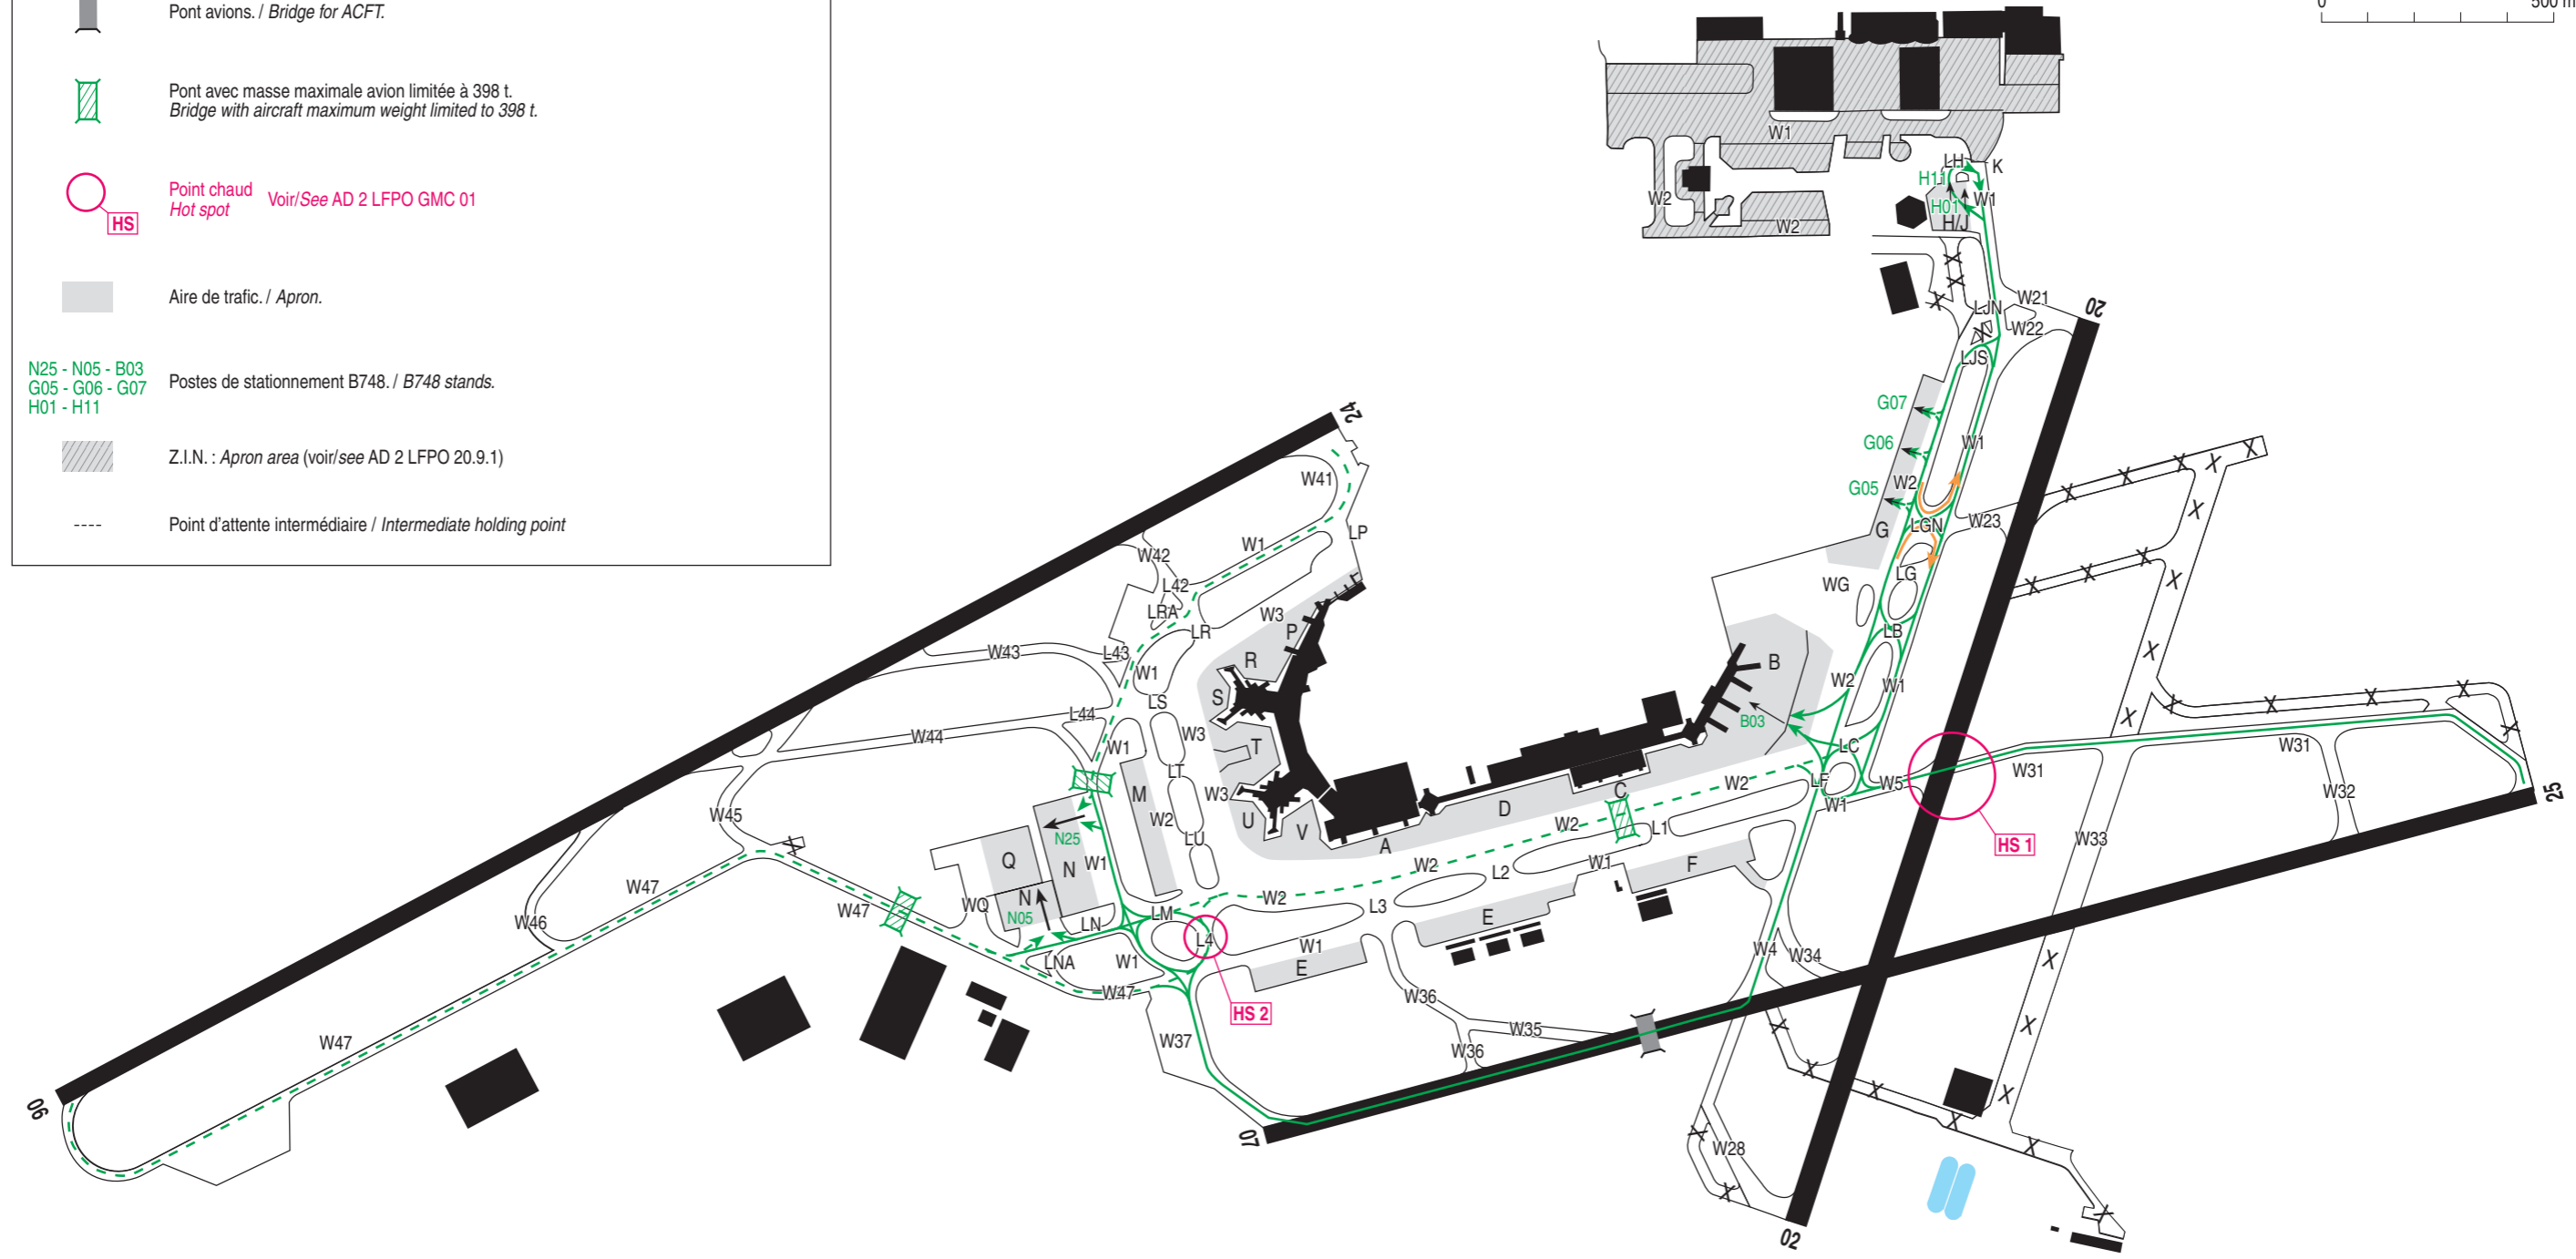 Pont avions. / Bridge for ACFT.
Pont avec masse maximale avion limitée à 398 t.
Bridge with aircraft maximum weight limited to 398 t.
Point chaud
Hot spot
Voir/See AD 2 LFPO GMC 01
HS
Aire de trafic. / Apron.
N25 - N05 - B03
G05 - G06 - G07
H01 - H11
Postes de stationnement B748. / B748 stands.
Z.I.N. : Apron area (voir/see AD 2 LFPO 20.9.1)
Point d'attente intermédiaire / Intermediate holding point
0 500 m
W1
LH K
H11
W2 W1
H01
W2 H/J
W21
LJN 20
W22
LJS
G07
24
G06 W1
W41
G05 W2
LGN W23
LP G
W1
W42
LG
L42 WG
LRA W3
LR P LB
W43 L43 R B
W1 W2 W1
S
LS
L44 B03
W3
W44 W1 T LC W31
LT W31
W2 LF W5
M W3 C W32
W45 D W1
W2 U V W2 L1 25
N25 LU A W33
HS 1
Q N W1 W2 W1 F
L2
W47 N
WQ N05 W2
W47 LM L3 E
W46 LN
L4 W1 W4 W34
LNA W1 E
W47 W36
HS 2
W47 W37 W35
W36
06
07
W28
02